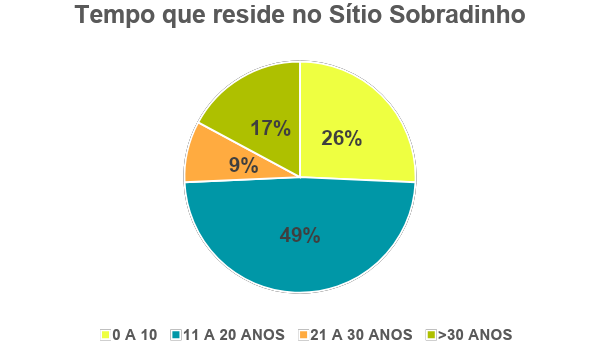 Tempo que reside no Sítio Sobradinho
17%
26%
9%
49%
0 A 10 11 A 20 ANOS 21 A 30 ANOS >30 ANOS